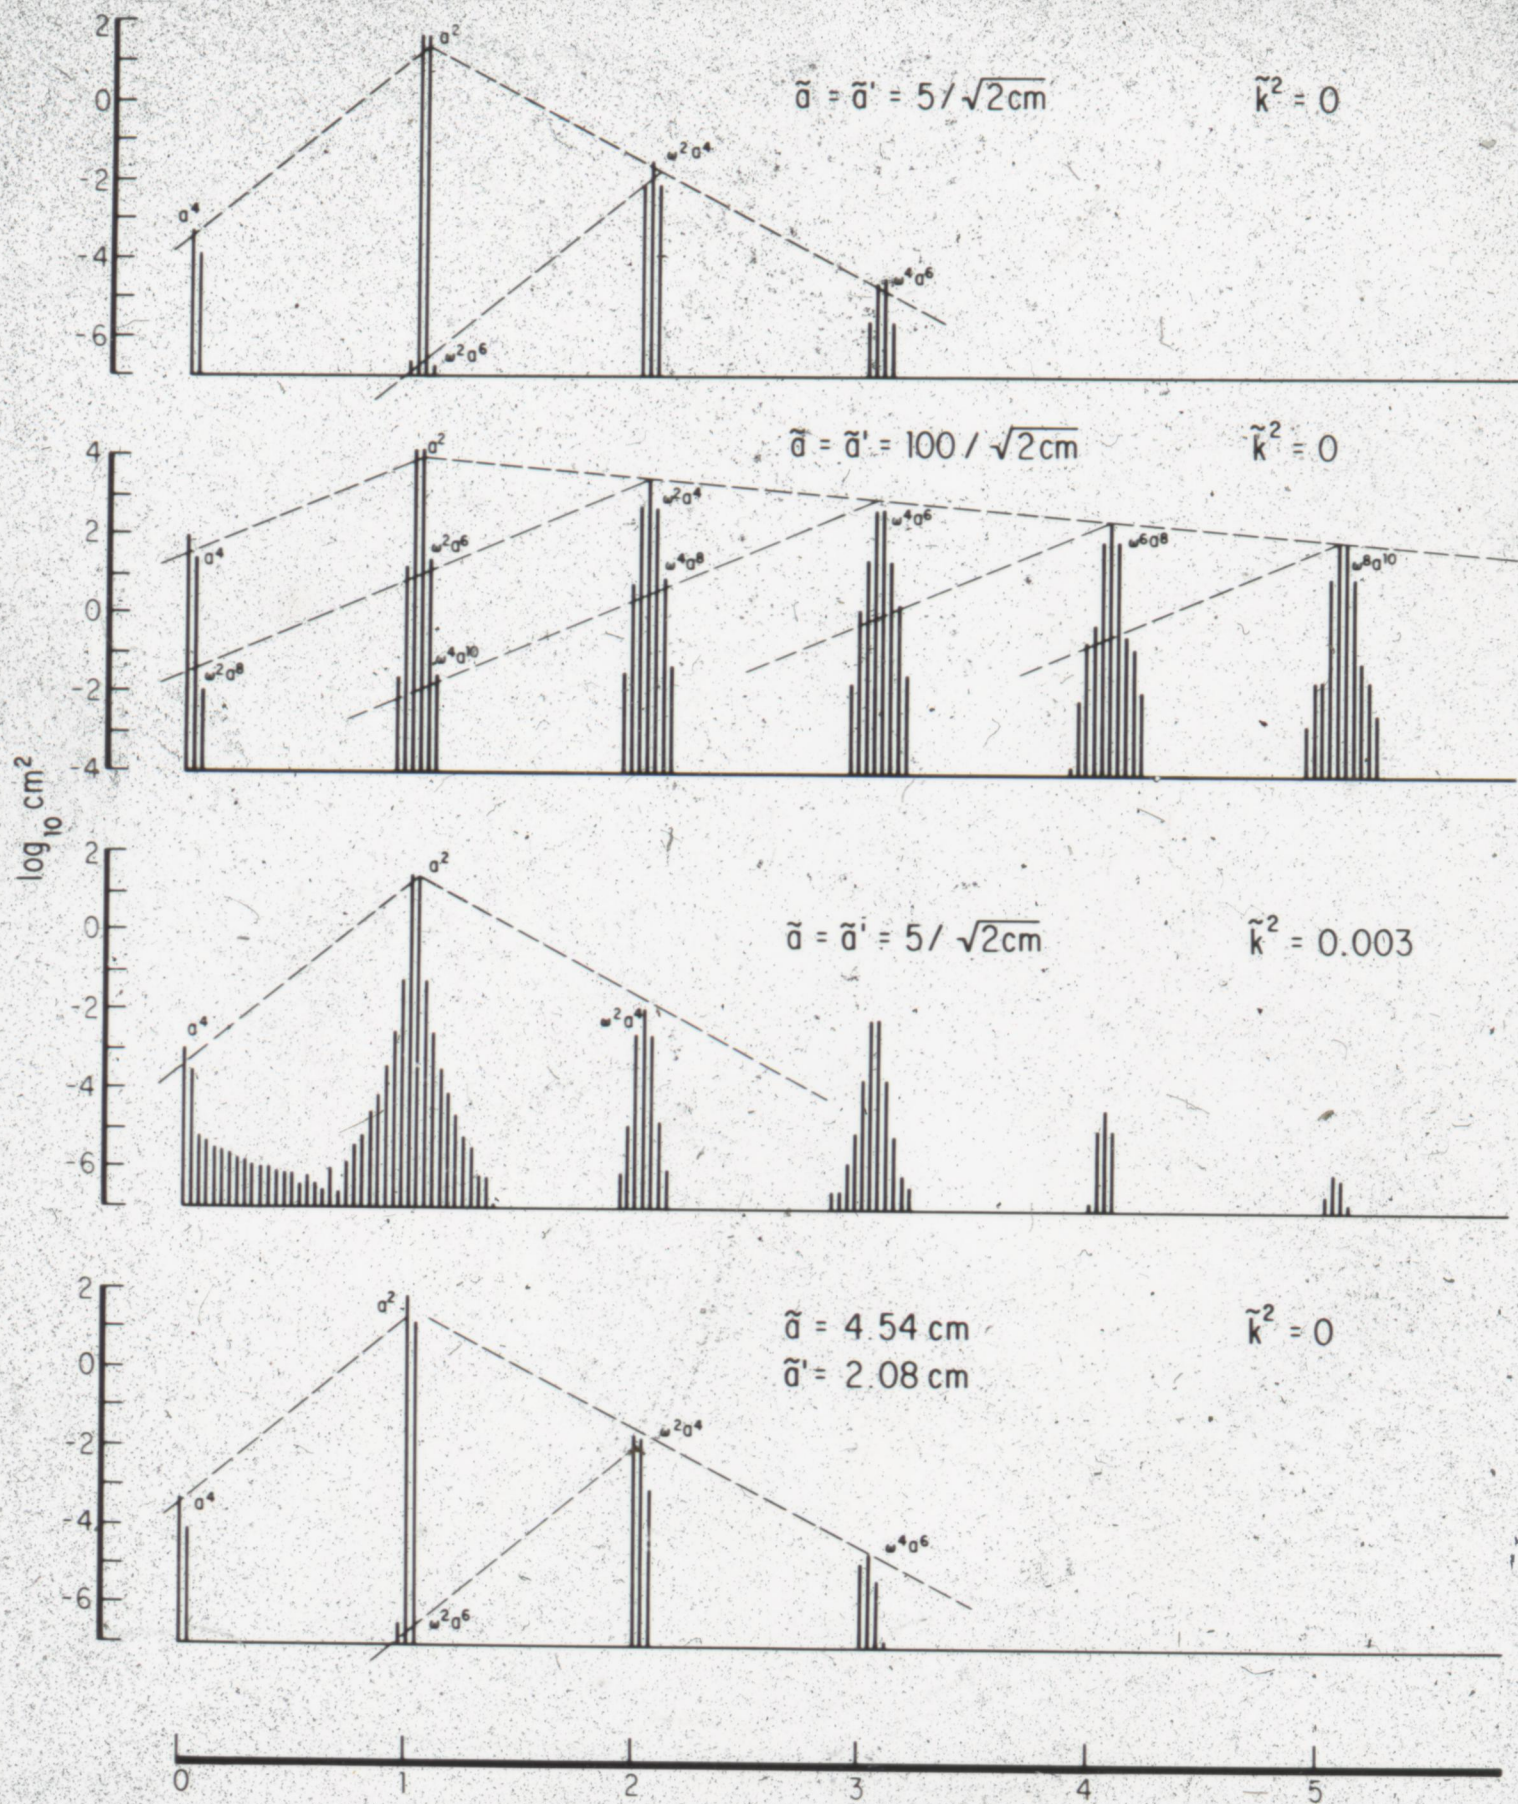 2
a²
ã = ã' = 5/√2cm
k̃² = 0
0
ω²a⁴
-2
a⁴
-4
ω⁴a⁶
-6
ω²a⁶
4
a²
ã = ã' = 100/√2cm
k̃² = 0
ω²a⁴
2
a⁴
ω²a⁶
ω⁴a⁸
ω⁴a⁶
ω⁶a⁸
ω⁸a¹⁰
0
ω²a⁸
ω⁴a¹⁰
-2
-4
log₁₀ cm²
2
a²
0
ã = ã' = 5/√2cm
k̃² = 0.003
-2
a⁴
ω²a⁴
-4
-6
2
a²
ã = 4.54 cm
k̃² = 0
0
ã' = 2.08 cm
-2
ω²a⁴
a⁴
-4
ω⁴a⁶
-6
ω²a⁶
0 1 2 3 4 5